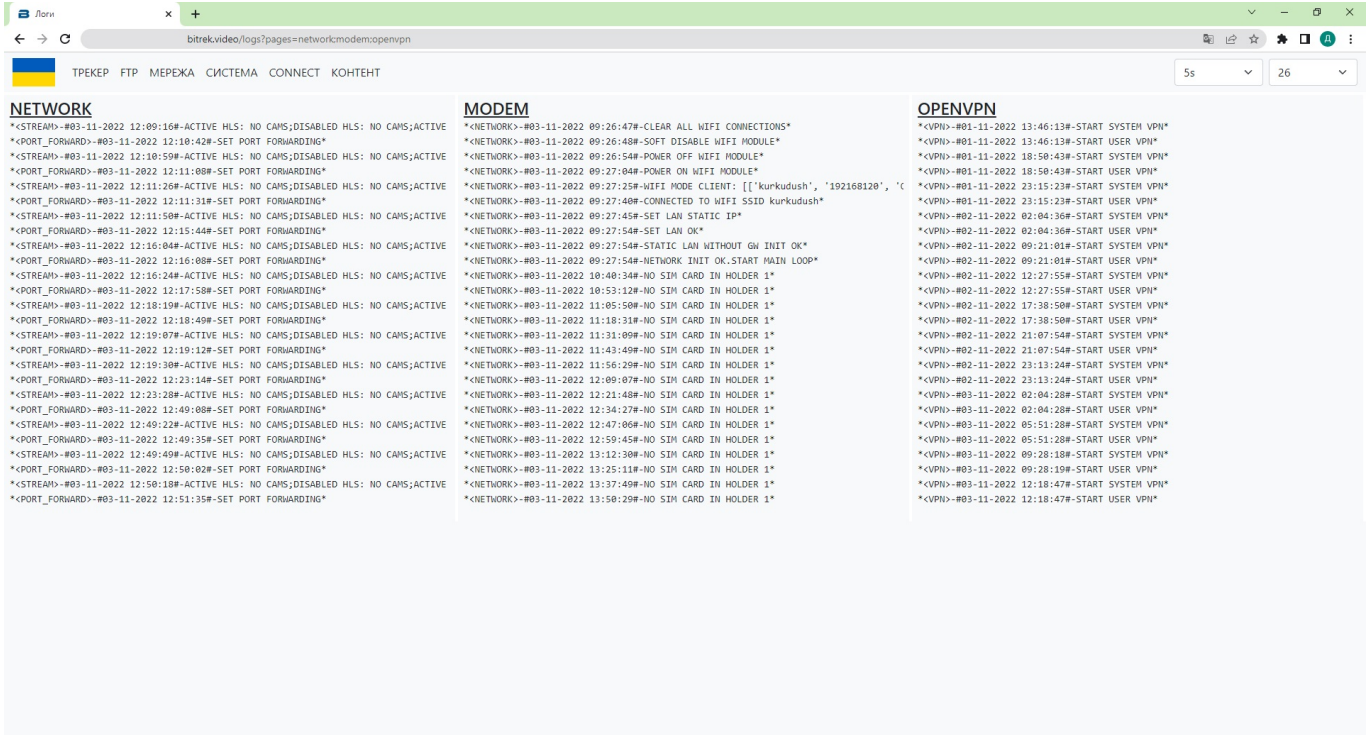 Логи
bitrek.video/logs?pages=network:modem:openvpn
ТРЕКЕР FTP МЕРЕЖА СИСТЕМА CONNECT КОНТЕНТ
5s
26
NETWORK
*<STREAM>-#03-11-2022 12:09:16#-ACTIVE HLS: NO CAMS;DISABLED HLS: NO CAMS;ACTIVE
*<PORT_FORWARD>-#03-11-2022 12:10:42#-SET PORT FORWARDING*
*<STREAM>-#03-11-2022 12:10:59#-ACTIVE HLS: NO CAMS;DISABLED HLS: NO CAMS;ACTIVE
*<PORT_FORWARD>-#03-11-2022 12:11:08#-SET PORT FORWARDING*
*<STREAM>-#03-11-2022 12:11:26#-ACTIVE HLS: NO CAMS;DISABLED HLS: NO CAMS;ACTIVE
*<PORT_FORWARD>-#03-11-2022 12:11:31#-SET PORT FORWARDING*
*<STREAM>-#03-11-2022 12:11:50#-ACTIVE HLS: NO CAMS;DISABLED HLS: NO CAMS;ACTIVE
*<PORT_FORWARD>-#03-11-2022 12:15:44#-SET PORT FORWARDING*
*<STREAM>-#03-11-2022 12:16:04#-ACTIVE HLS: NO CAMS;DISABLED HLS: NO CAMS;ACTIVE
*<PORT_FORWARD>-#03-11-2022 12:16:08#-SET PORT FORWARDING*
*<STREAM>-#03-11-2022 12:16:24#-ACTIVE HLS: NO CAMS;DISABLED HLS: NO CAMS;ACTIVE
*<PORT_FORWARD>-#03-11-2022 12:17:58#-SET PORT FORWARDING*
*<STREAM>-#03-11-2022 12:18:19#-ACTIVE HLS: NO CAMS;DISABLED HLS: NO CAMS;ACTIVE
*<PORT_FORWARD>-#03-11-2022 12:18:49#-SET PORT FORWARDING*
*<STREAM>-#03-11-2022 12:19:07#-ACTIVE HLS: NO CAMS;DISABLED HLS: NO CAMS;ACTIVE
*<PORT_FORWARD>-#03-11-2022 12:19:12#-SET PORT FORWARDING*
*<STREAM>-#03-11-2022 12:19:30#-ACTIVE HLS: NO CAMS;DISABLED HLS: NO CAMS;ACTIVE
*<PORT_FORWARD>-#03-11-2022 12:23:14#-SET PORT FORWARDING*
*<STREAM>-#03-11-2022 12:23:28#-ACTIVE HLS: NO CAMS;DISABLED HLS: NO CAMS;ACTIVE
*<PORT_FORWARD>-#03-11-2022 12:49:08#-SET PORT FORWARDING*
*<STREAM>-#03-11-2022 12:49:22#-ACTIVE HLS: NO CAMS;DISABLED HLS: NO CAMS;ACTIVE
*<PORT_FORWARD>-#03-11-2022 12:49:35#-SET PORT FORWARDING*
*<STREAM>-#03-11-2022 12:49:49#-ACTIVE HLS: NO CAMS;DISABLED HLS: NO CAMS;ACTIVE
*<PORT_FORWARD>-#03-11-2022 12:50:02#-SET PORT FORWARDING*
*<STREAM>-#03-11-2022 12:50:18#-ACTIVE HLS: NO CAMS;DISABLED HLS: NO CAMS;ACTIVE
*<PORT_FORWARD>-#03-11-2022 12:51:35#-SET PORT FORWARDING*
MODEM
*<NETWORK>-#03-11-2022 09:26:47#-CLEAR ALL WIFI CONNECTIONS*
*<NETWORK>-#03-11-2022 09:26:48#-SOFT DISABLE WIFI MODULE*
*<NETWORK>-#03-11-2022 09:26:54#-POWER OFF WIFI MODULE*
*<NETWORK>-#03-11-2022 09:27:04#-POWER ON WIFI MODULE*
*<NETWORK>-#03-11-2022 09:27:25#-WIFI MODE CLIENT: [['kurkudush', '192168120', '
*<NETWORK>-#03-11-2022 09:27:40#-CONNECTED TO WIFI SSID kurkudush*
*<NETWORK>-#03-11-2022 09:27:45#-SET LAN STATIC IP*
*<NETWORK>-#03-11-2022 09:27:54#-SET LAN OK*
*<NETWORK>-#03-11-2022 09:27:54#-STATIC LAN WITHOUT GW INIT OK*
*<NETWORK>-#03-11-2022 09:27:54#-NETWORK INIT OK.START MAIN LOOP*
*<NETWORK>-#03-11-2022 10:40:34#-NO SIM CARD IN HOLDER 1*
*<NETWORK>-#03-11-2022 10:53:12#-NO SIM CARD IN HOLDER 1*
*<NETWORK>-#03-11-2022 11:05:50#-NO SIM CARD IN HOLDER 1*
*<NETWORK>-#03-11-2022 11:18:31#-NO SIM CARD IN HOLDER 1*
*<NETWORK>-#03-11-2022 11:31:09#-NO SIM CARD IN HOLDER 1*
*<NETWORK>-#03-11-2022 11:43:49#-NO SIM CARD IN HOLDER 1*
*<NETWORK>-#03-11-2022 11:56:29#-NO SIM CARD IN HOLDER 1*
*<NETWORK>-#03-11-2022 12:09:07#-NO SIM CARD IN HOLDER 1*
*<NETWORK>-#03-11-2022 12:21:48#-NO SIM CARD IN HOLDER 1*
*<NETWORK>-#03-11-2022 12:34:27#-NO SIM CARD IN HOLDER 1*
*<NETWORK>-#03-11-2022 12:47:06#-NO SIM CARD IN HOLDER 1*
*<NETWORK>-#03-11-2022 12:59:45#-NO SIM CARD IN HOLDER 1*
*<NETWORK>-#03-11-2022 13:12:30#-NO SIM CARD IN HOLDER 1*
*<NETWORK>-#03-11-2022 13:25:11#-NO SIM CARD IN HOLDER 1*
*<NETWORK>-#03-11-2022 13:37:49#-NO SIM CARD IN HOLDER 1*
*<NETWORK>-#03-11-2022 13:50:29#-NO SIM CARD IN HOLDER 1*
OPENVPN
*<VPN>-#01-11-2022 13:46:13#-START SYSTEM VPN*
*<VPN>-#01-11-2022 13:46:13#-START USER VPN*
*<VPN>-#01-11-2022 18:50:43#-START SYSTEM VPN*
*<VPN>-#01-11-2022 18:50:43#-START USER VPN*
*<VPN>-#01-11-2022 23:15:23#-START SYSTEM VPN*
*<VPN>-#01-11-2022 23:15:23#-START USER VPN*
*<VPN>-#02-11-2022 02:04:36#-START SYSTEM VPN*
*<VPN>-#02-11-2022 02:04:36#-START USER VPN*
*<VPN>-#02-11-2022 09:21:01#-START SYSTEM VPN*
*<VPN>-#02-11-2022 09:21:01#-START USER VPN*
*<VPN>-#02-11-2022 12:27:55#-START SYSTEM VPN*
*<VPN>-#02-11-2022 12:27:55#-START USER VPN*
*<VPN>-#02-11-2022 17:38:50#-START SYSTEM VPN*
*<VPN>-#02-11-2022 17:38:50#-START USER VPN*
*<VPN>-#02-11-2022 21:07:54#-START SYSTEM VPN*
*<VPN>-#02-11-2022 21:07:54#-START USER VPN*
*<VPN>-#02-11-2022 23:13:24#-START SYSTEM VPN*
*<VPN>-#02-11-2022 23:13:24#-START USER VPN*
*<VPN>-#03-11-2022 02:04:28#-START SYSTEM VPN*
*<VPN>-#03-11-2022 02:04:28#-START USER VPN*
*<VPN>-#03-11-2022 05:51:28#-START SYSTEM VPN*
*<VPN>-#03-11-2022 05:51:28#-START USER VPN*
*<VPN>-#03-11-2022 09:28:18#-START SYSTEM VPN*
*<VPN>-#03-11-2022 09:28:19#-START USER VPN*
*<VPN>-#03-11-2022 12:18:47#-START SYSTEM VPN*
*<VPN>-#03-11-2022 12:18:47#-START USER VPN*